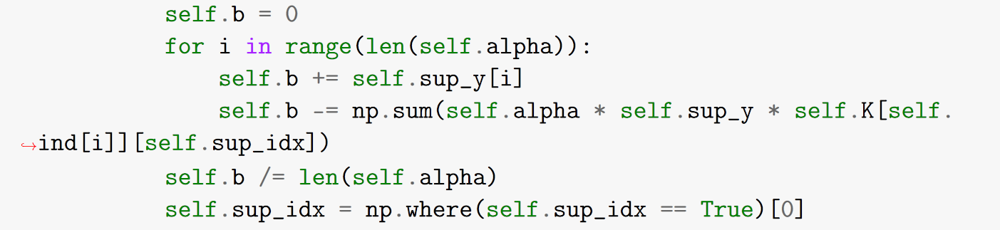 self.b = 0
for i in range(len(self.alpha)):
self.b += self.sup_y[i]
self.b -= np.sum(self.alpha * self.sup_y * self.K[self.
↪ind[i]][self.sup_idx])
self.b /= len(self.alpha)
self.sup_idx = np.where(self.sup_idx == True)[0]